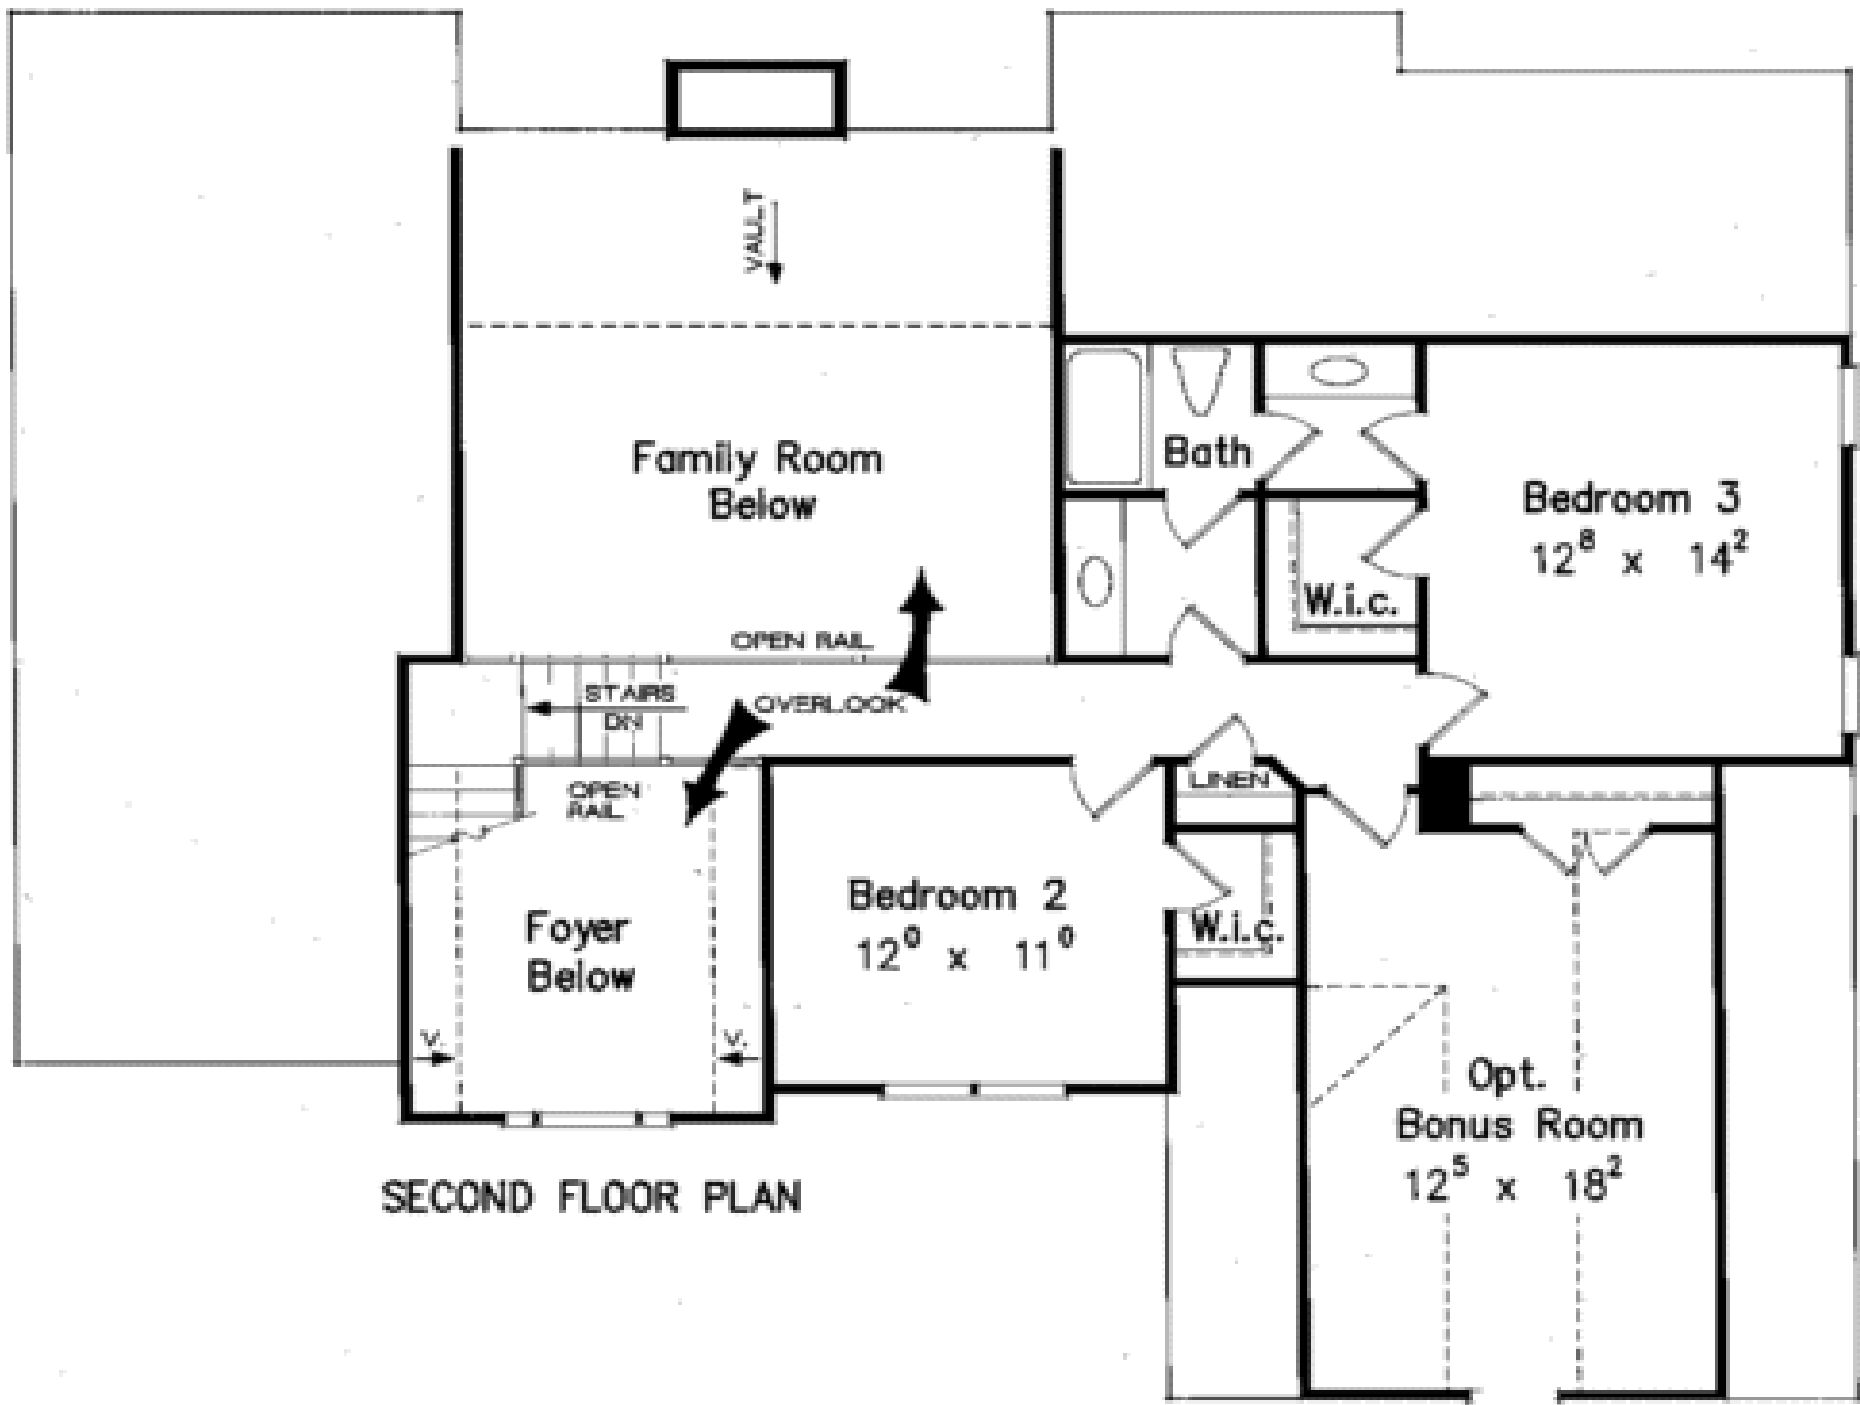 VAULT
Family Room
Below
Bath
Bedroom 3
12⁸ x 14²
W.i.c.
OPEN RAIL
STAIRS
DN
OVERLOOK
OPEN
RAIL
LINEN
Bedroom 2
12⁰ x 11⁰
W.i.c.
Foyer
Below
V.
V.
Opt.
Bonus Room
12⁵ x 18²
SECOND FLOOR PLAN